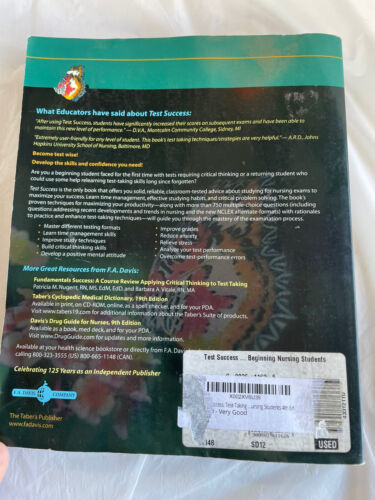 What Educators have said about Test Success:
"After using Test Success, students have significantly increased their scores on subsequent exams and have been able to
maintain this new level of performance." — D.V.A., Montcalm Community College, Sidney, MI
"Extremely user-friendly for any level of student. This book's test taking techniques/strategies are very helpful." — A.R.D., Johns
Hopkins University School of Nursing, Baltimore, MD
Become test wise!
Develop the skills and confidence you need!
Are you a beginning student faced for the first time with tests requiring critical thinking or a returning student who
could use some help relearning test-taking skills long since forgotten?
Test Success is the only book that offers you solid, reliable, classroom-tested advice about studying for nursing exams to
maximize your success. Learn time management, effective studying habits, and critical problem solving. The book's
proven techniques for maximizing your productivity—along with more than 750 multiple-choice questions (including
questions addressing recent developments and trends in nursing and the new NCLEX alternate formats) with rationales
to practice and enhance test-taking techniques—will guide you through the mastery of the examination process.
• Master different testing formats
• Learn time management skills
• Improve study techniques
• Build critical thinking skills
• Develop a positive mental attitude
• Improve grades
• Reduce anxiety
• Relieve stress
• Analyze your test performance
• Overcome test-performance errors
More Great Resources from F.A. Davis:
Fundamentals Success: A Course Review Applying Critical Thinking to Test Taking
Patricia M. Nugent, RN, MS, EdM, EdD, and Barbara A. Vitale, RN, MA
Taber's Cyclopedic Medical Dictionary, 19th Edition
Available in print, on CD-ROM, online, as a spell checker, and for your PDA.
Visit www.tabers19.com for additional information about the Taber's Suite of products.
Davis's Drug Guide for Nurses, 9th Edition
Available as a book, med deck, and for your PDA.
Visit www.DrugGuide.com for updates and more information.
Available at your health science bookstore or directly from F.A. Davis
calling 800-323-3555 (US) 800-665-1148 (CAN).
Celebrating 125 Years as an Independent Publisher
F.A. DAVIS COMPANY
The Taber's Publisher
www.fadavis.com
Test Success ... Beginning Nursing Students
Very Good
SD12
USED